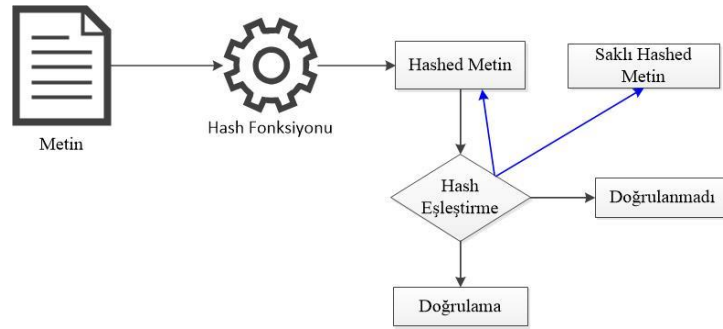 Metin
Hash Fonksiyonu
Hashed Metin
Saklı Hashed
Metin
Hash
Eşleştirme
Doğrulanmadı
Doğrulama